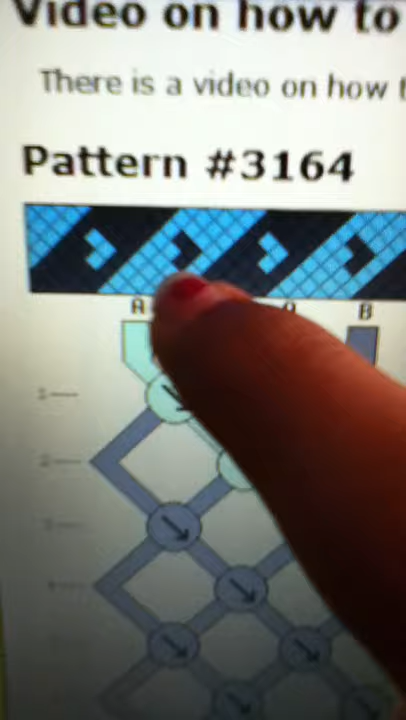 Video on how to
There is a video on how
Pattern #3164
A B
1
2
3
4